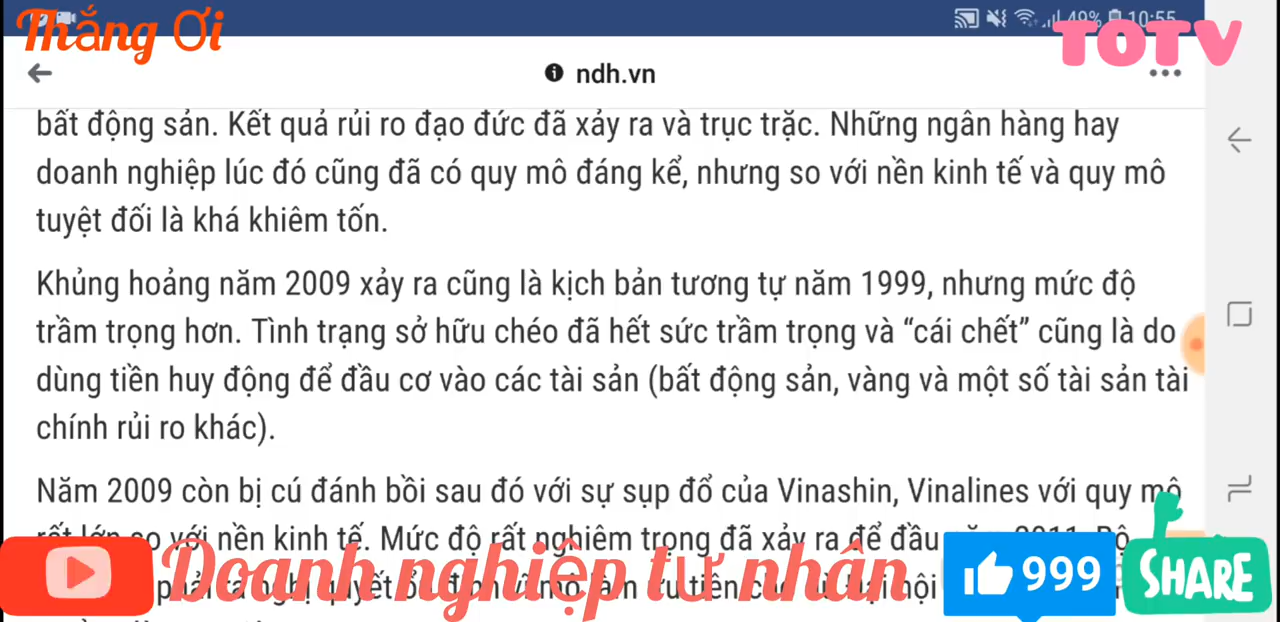 Thắng Ơi
49% 10:55
TOTV
ndh.vn
bất động sản. Kết quả rủi ro đạo đức đã xảy ra và trục trặc. Những ngân hàng hay
doanh nghiệp lúc đó cũng đã có quy mô đáng kể, nhưng so với nền kinh tế và quy mô
tuyệt đối là khá khiêm tốn.
Khủng hoảng năm 2009 xảy ra cũng là kịch bản tương tự năm 1999, nhưng mức độ
trầm trọng hơn. Tình trạng sở hữu chéo đã hết sức trầm trọng và “cái chết” cũng là do
dùng tiền huy động để đầu cơ vào các tài sản (bất động sản, vàng và một số tài sản tài
chính rủi ro khác).
Năm 2009 còn bị cú đánh bồi sau đó với sự sụp đổ của Vinashin, Vinalines với quy mô
rất lớn so với nền kinh tế. Mức độ rất nghiêm trọng đã xảy ra để đầu năm 2011, Bộ
Doanh nghiệp tư nhân
999
SHARE